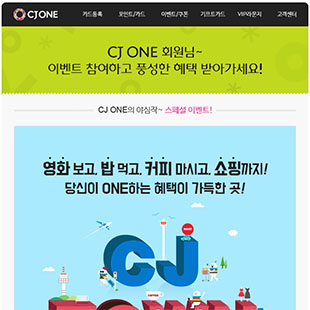 CJ ONE 카드등록 포인트/카드 이벤트/쿠폰 기프트카드 VIP라운지 고객센터
CJ ONE 회원님~
이벤트 참여하고 풍성한 혜택 받아가세요!
CJ ONE의 야심작~ 스페셜 이벤트!
영화 보고, 밥 먹고, 커피 마시고, 쇼핑까지!
당신이 ONE하는 혜택이 가득한 곳!
CJ